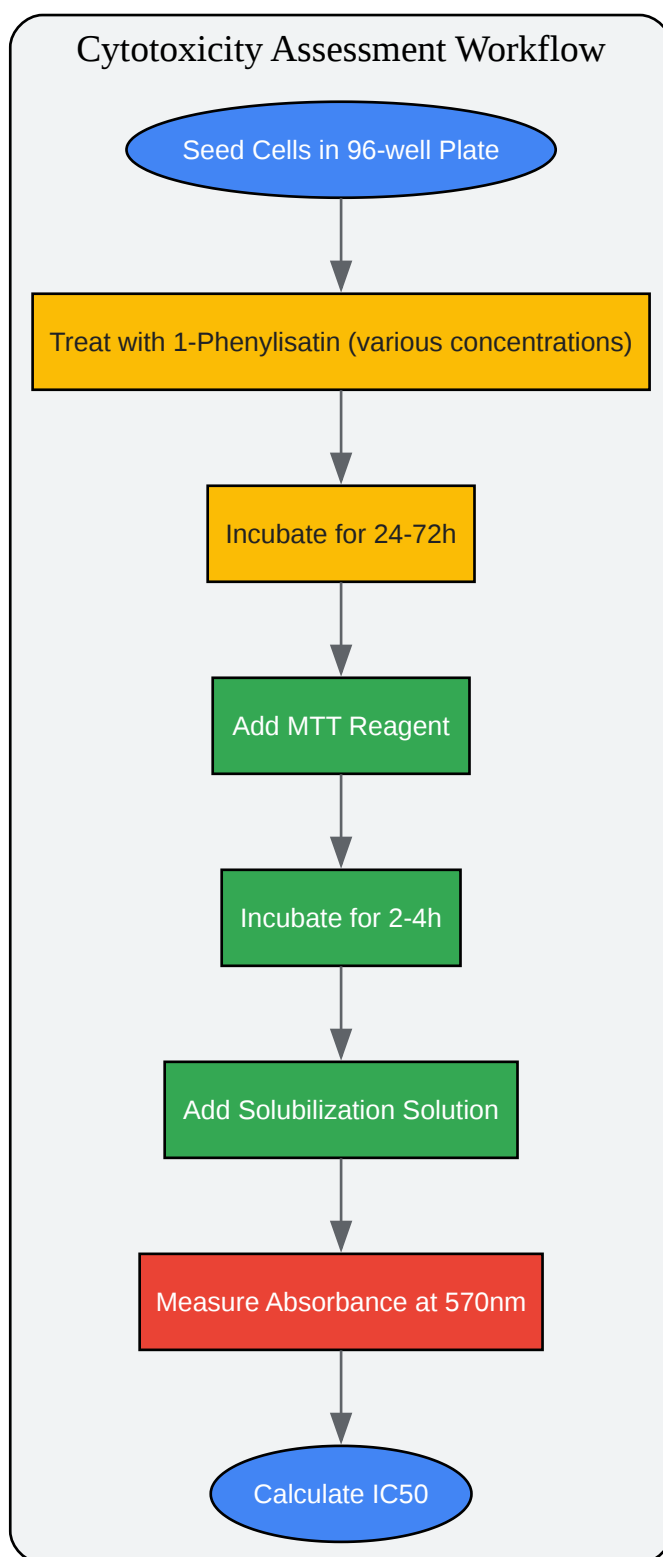 Cytotoxicity Assessment Workflow
Seed Cells in 96-well Plate
Treat with 1-Phenylisatin (various concentrations)
Incubate for 24-72h
Add MTT Reagent
Incubate for 2-4h
Add Solubilization Solution
Measure Absorbance at 570nm
Calculate IC50